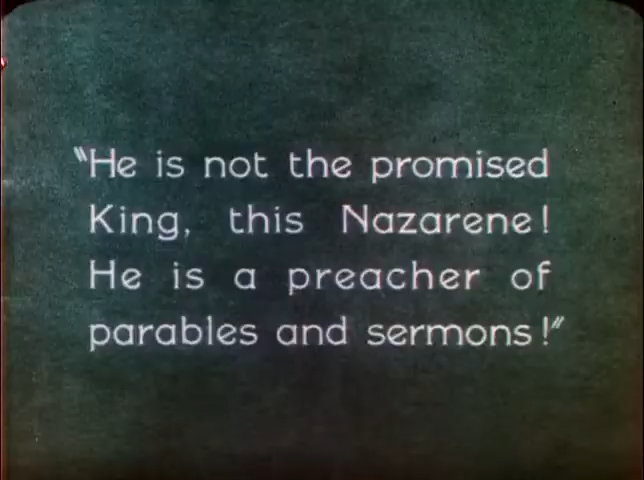 "He is not the promised
King, this Nazarene!
He is a preacher of
parables and sermons!"